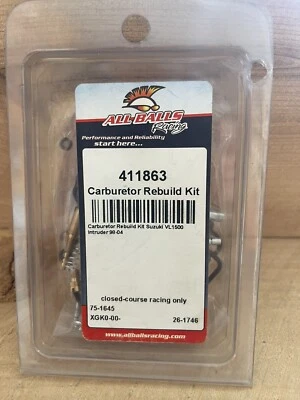 ALL BALLS
Racing
Performance and Reliability
start here...
411863
Carburetor Rebuild Kit
Carburetor Rebuild Kit Suzuki VL1500
Intruder 98-04
closed-course racing only
75-1645
XGK0-00- 26-1746
www.allballsracing.com